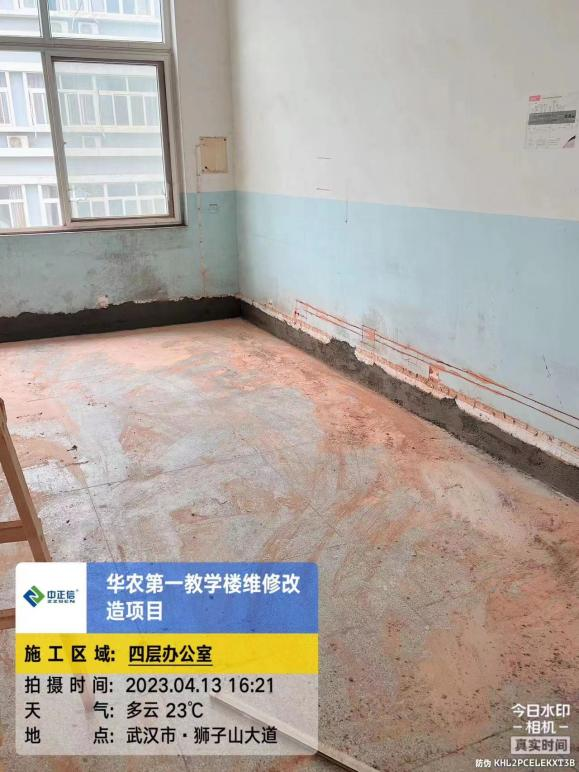 中正信®
ZZSEN
华农第一教学楼维修改
造项目
施工区域: 四层办公室
拍摄时间: 2023.04.13 16:21
天气: 多云 23℃
地点: 武汉市·狮子山大道
今日水印
-相机-
真实时间
防伪 KHL2PCELEKXT3B